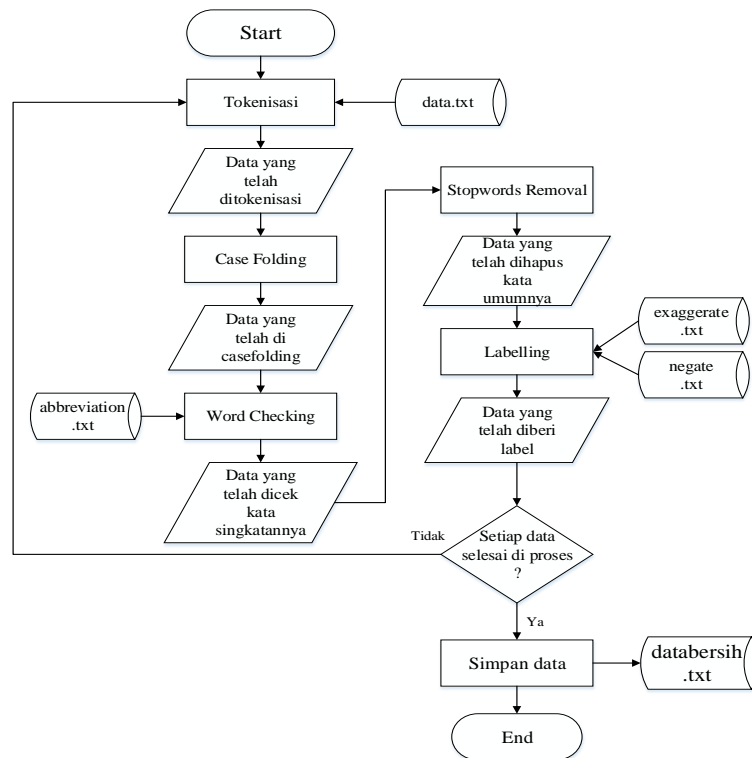 Start
Tokenisasi
data.txt
Data yang
telah
ditokenisasi
Case Folding
Data yang
telah di
casefolding
abbreviation
.txt
Word Checking
Data yang
telah dicek
kata
singkatannya
Stopwords Removal
Data yang
telah dihapus
kata
umumnya
exaggerate
.txt
Labelling
negate
.txt
Data yang
telah diberi
label
Tidak
Setiap data
selesai di proses
?
Ya
Simpan data
databersih
.txt
End